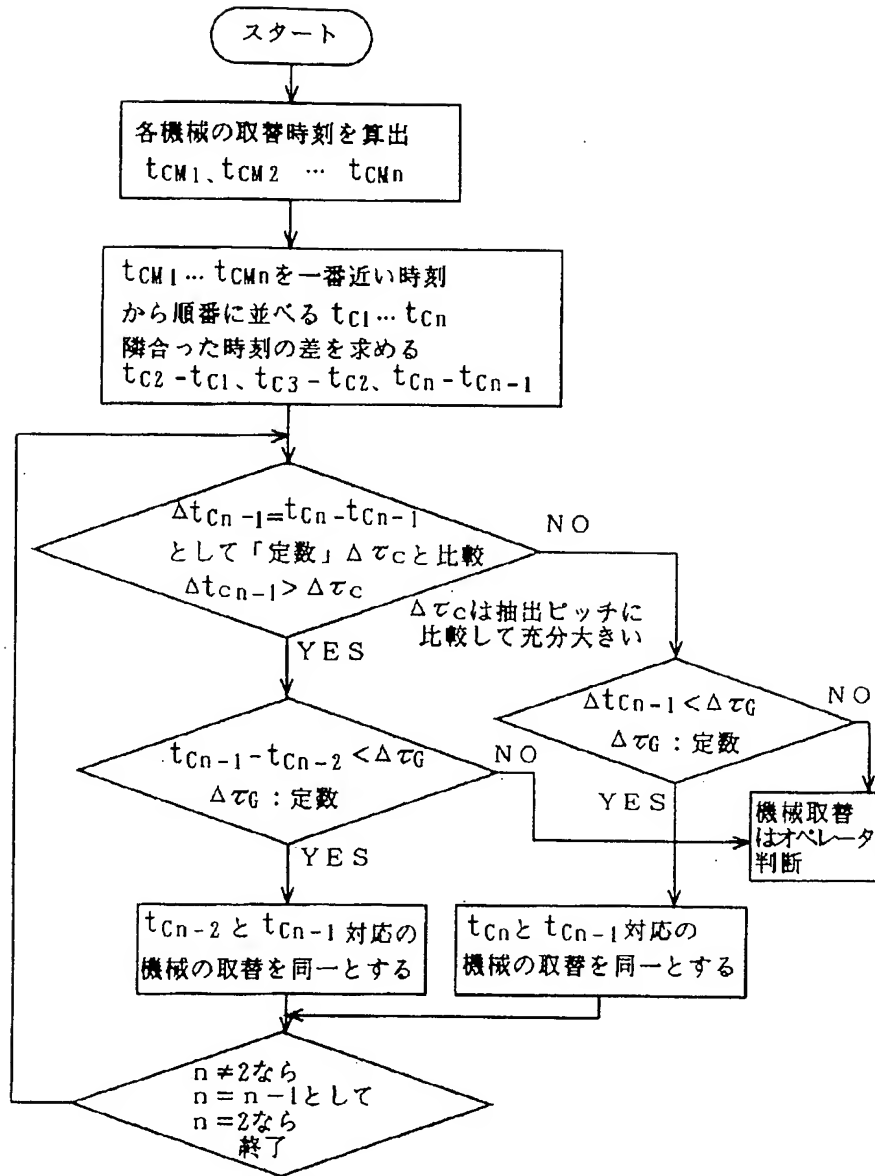 スタート
各機械の取替時刻を算出
tCM1、tCM2 … tCMn
tCM1…tCMnを一番近い時刻
から順番に並べる tC1…tCn
隣合った時刻の差を求める
tC2-tC1、tC3-tC2、tCn-tCn-1
ΔtCn-1=tCn-tCn-1
として「定数」ΔτCと比較
ΔtCn-1>ΔτC
NO
ΔτCは抽出ピッチに
比較して充分大きい
YES
ΔtCn-1<ΔτG
ΔτG：定数
NO
tCn-1-tCn-2<ΔτG
ΔτG：定数
NO
YES
機械取替
はオペレータ
判断
YES
tCn-2とtCn-1対応の
機械の取替を同一とする
tCnとtCn-1対応の
機械の取替を同一とする
n≠2なら
n=n-1として
n=2なら
終了